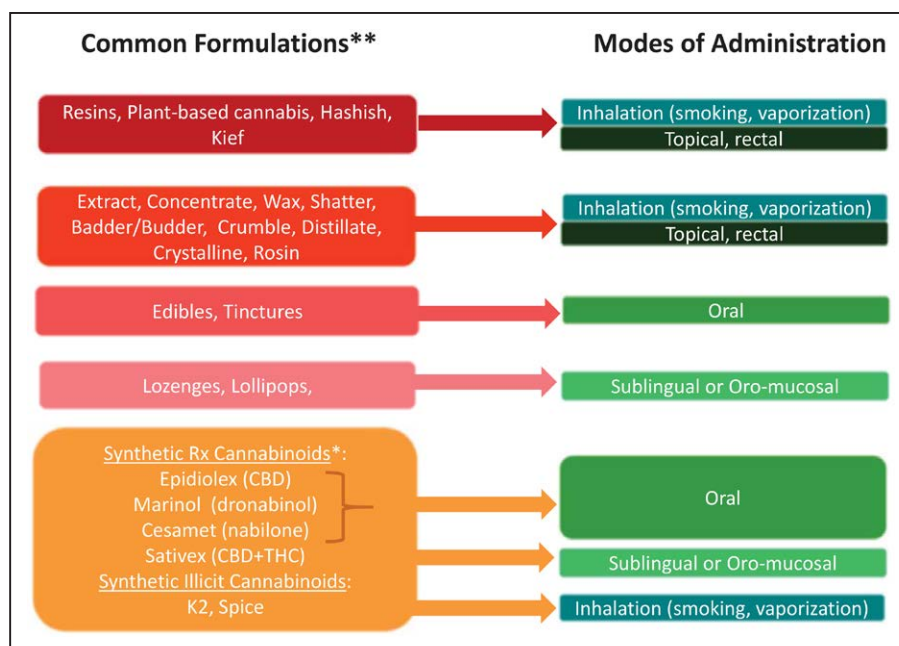 Common Formulations**
Modes of Administration
Resins, Plant-based cannabis, Hashish,
Kief
Inhalation (smoking, vaporization)
Topical, rectal
Extract, Concentrate, Wax, Shatter,
Badder/Budder, Crumble, Distillate,
Crystalline, Rosin
Inhalation (smoking, vaporization)
Topical, rectal
Edibles, Tinctures
Oral
Lozenges, Lollipops,
Sublingual or Oro-mucosal
Synthetic Rx Cannabinoids*:
Epidiolex (CBD)
Marinol (dronabinol)
Cesamet (nabilone)
Oral
Sativex (CBD+THC)
Sublingual or Oro-mucosal
Synthetic Illicit Cannabinoids:
K2, Spice
Inhalation (smoking, vaporization)